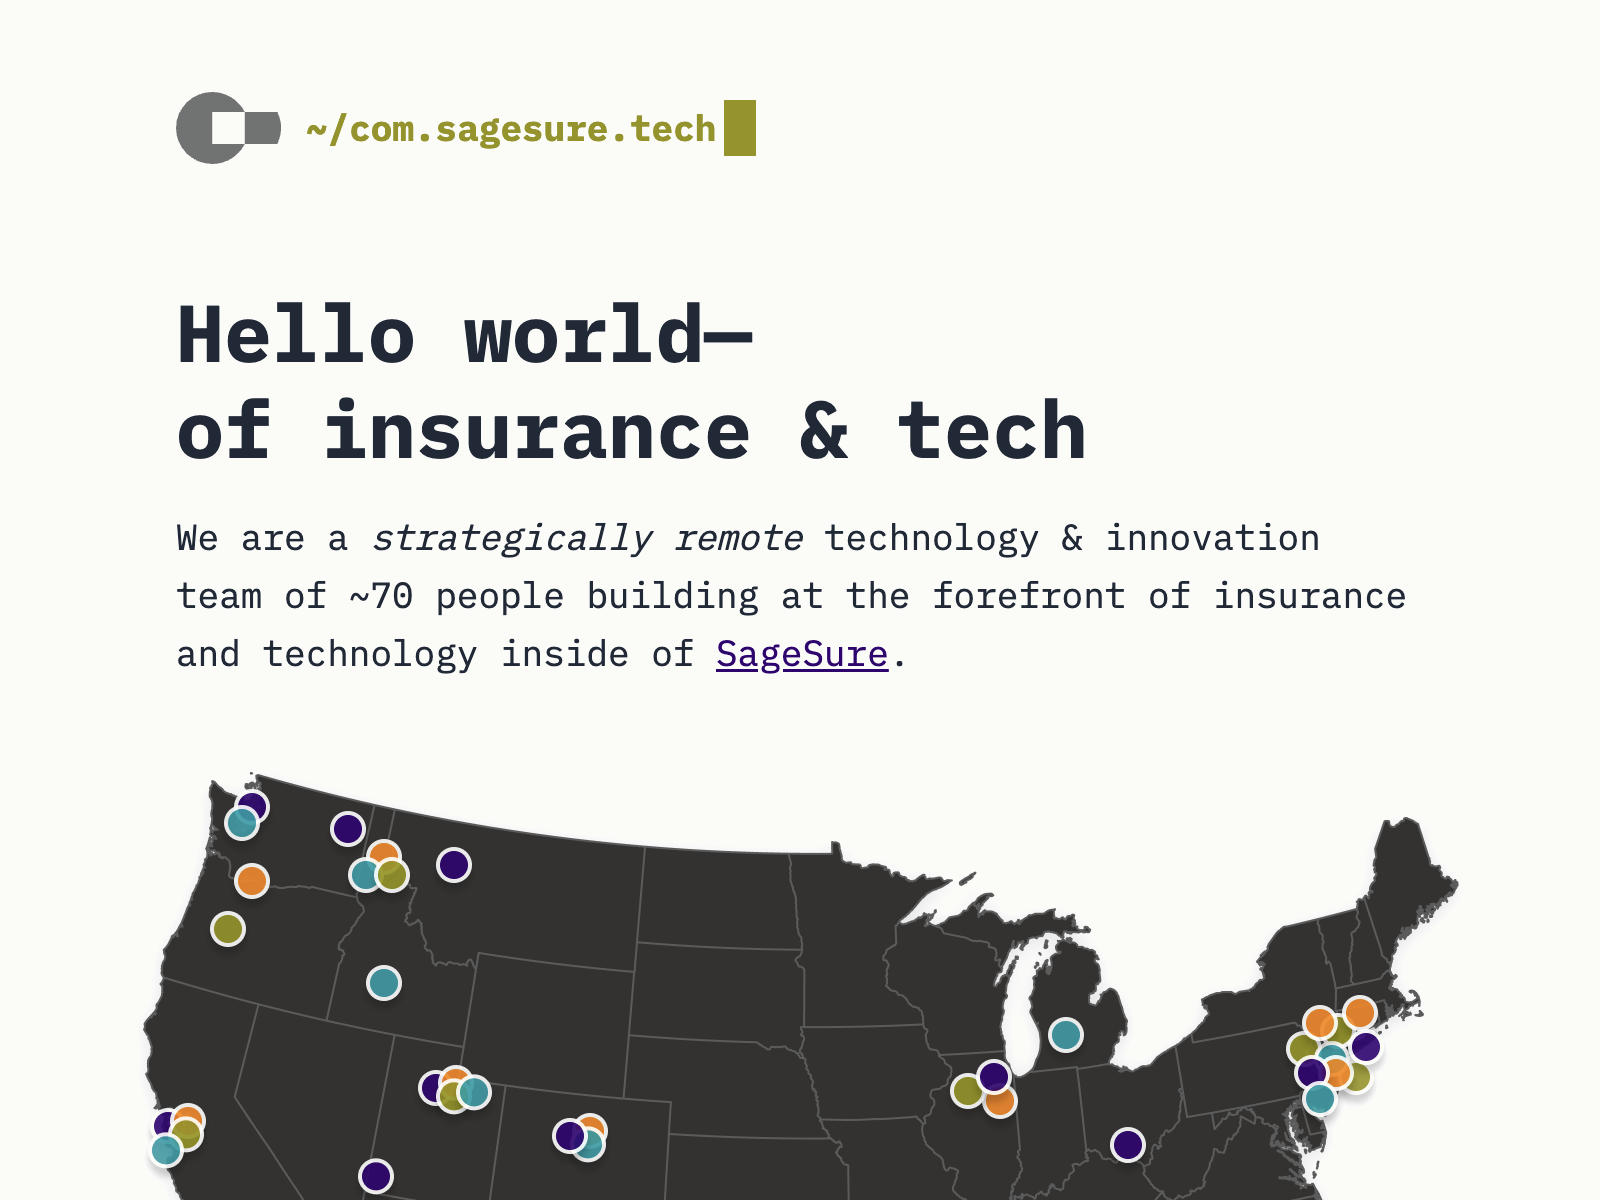 ~/com.sagesure.tech
Hello world—
of insurance & tech
We are a strategically remote technology & innovation
team of ~70 people building at the forefront of insurance
and technology inside of SageSure.